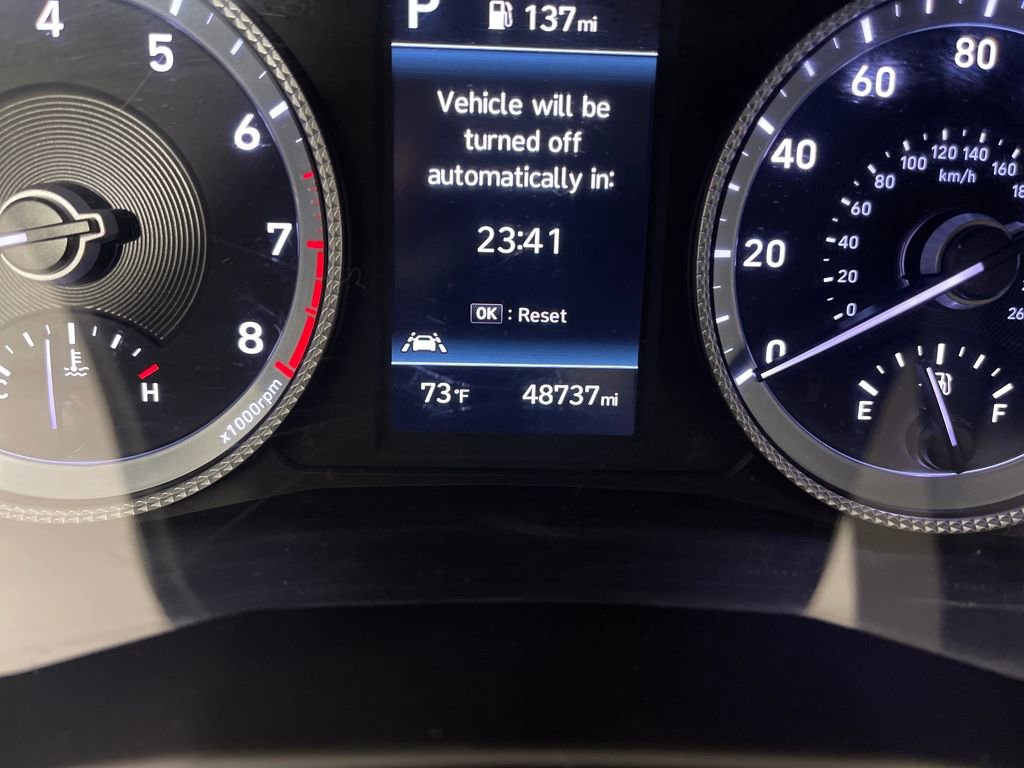 4
5
6
7
8
x1000rpm
C
H
P
137mi
Vehicle will be
turned off
automatically in:
23:41
OK : Reset
73°F 48737mi
0
20
40
60
80
0
20
40
60
80
100
120
140
160
km/h
E
F